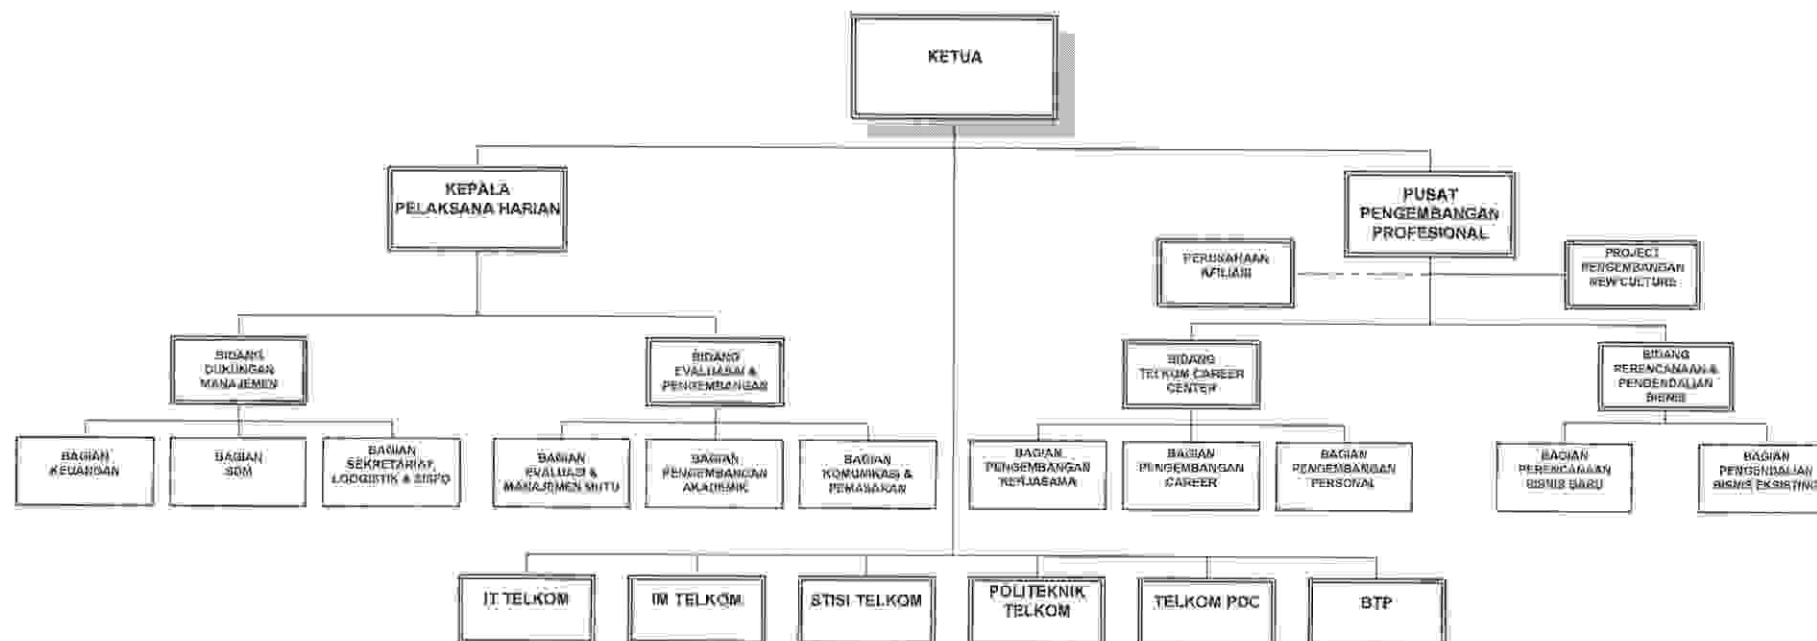 KETUA
KEPALA
PELAKSANA HARIAN
PUSAT
PENGEMBANGAN
PROFESIONAL
PERUSAHAAN
AFILIASI
PROJECT
PENGEMBANGAN
NEW CULTURE
BIDANG
DUKUNGAN
MANAJEMEN
BIDANG
EVALUASAI &
PENGEMBANGAN
BIDANG
TELKOM CAREER
CENTER
BIDANG
PERENCANAAN &
PENGENDALIAN
BISNIS
BAGIAN
KEUANGAN
BAGIAN
SDM
BAGIAN
SEKRETARIAT,
LOOGISTIK & SISFO
BAGIAN
EVALUASI &
MANAJEMEN MUTU
BAGIAN
PENGEMBANGAN
AKADEMIK
BAGIAN
KOMUNIKASI &
PEMASARAN
BAGIAN
PENGEMBANGAN
KERJASAMA
BAGIAN
PENGEMBANGAN
CAREER
BAGIAN
PENGEMBANGAN
PERSONAL
BAGIAN
PERENCANAAN
BISNIS BARU
BAGIAN
PENGENDALIAN
BISNIS EKSISTING
IT TELKOM
IM TELKOM
STISI TELKOM
POLITEKNIK
TELKOM
TELKOM PDC
BTP